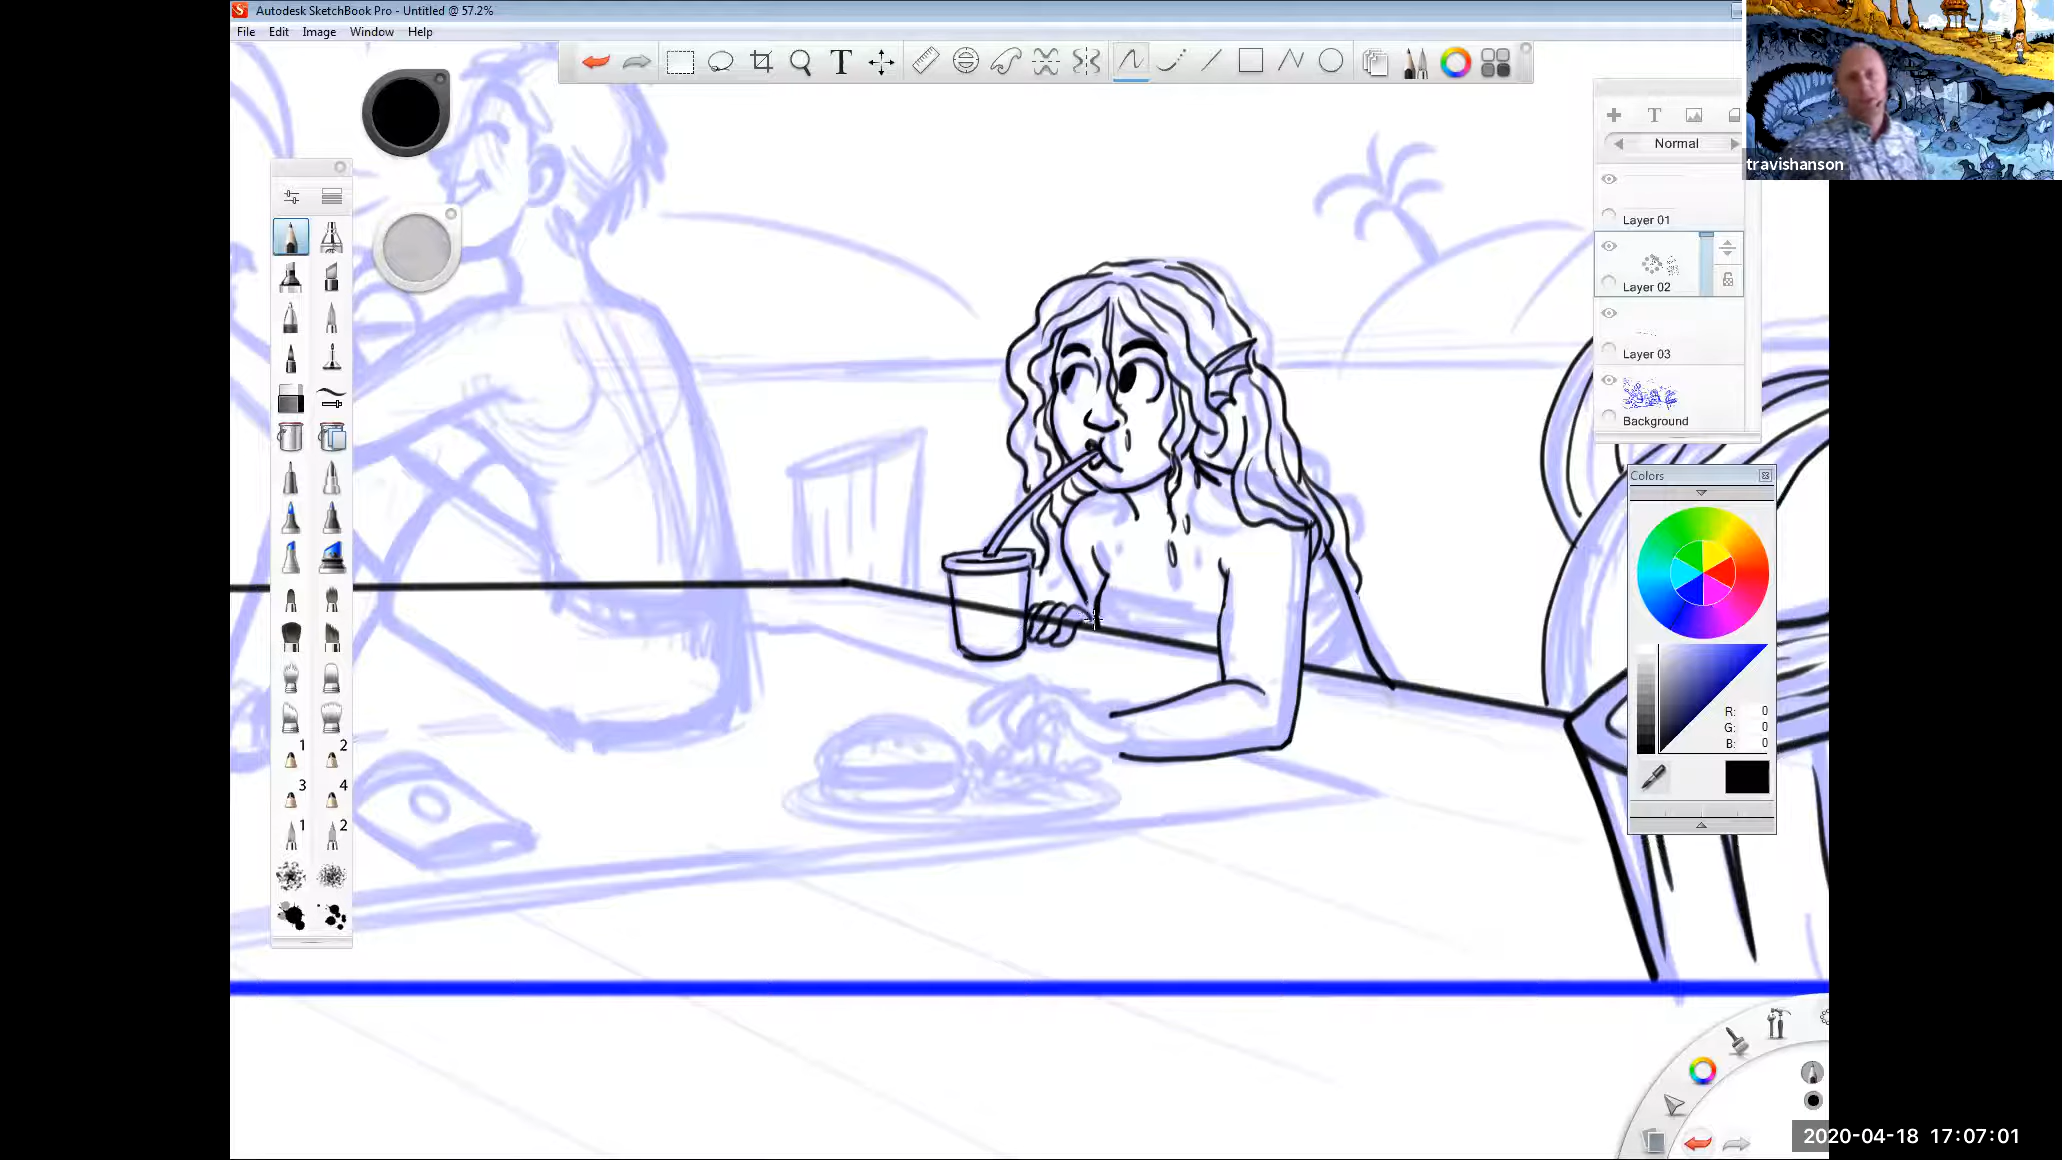 Autodesk SketchBook Pro - Untitled @ 57.2%
File Edit Image Window Help
T
T
Normal
travishanson
Layer 01
Layer 02
Layer 03
Background
Colors
R: 0
G: 0
B: 0
1 2
3 4
1 2
2020-04-18 17:07:01